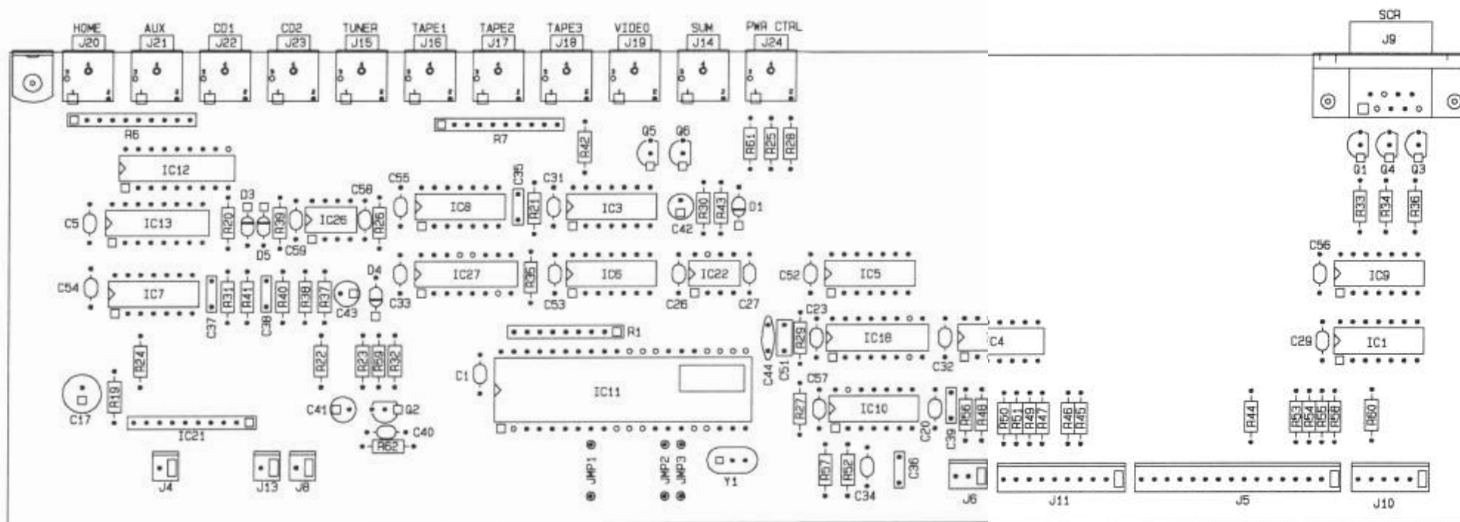 HOME AUX CD1 CD2 TUNER TAPE1 TAPE2 TAPE3 VIDEO SUM PWR CTRL SCR
J20 J21 J22 J23 J15 J16 J17 J18 J19 J14 J24 J9
R6 R7 R42 Q5 Q6 R61 R25 R28 Q1 Q4 Q3
IC12
C5 IC13 R20 D3 D5 R39 C59 IC26 C58 R26 C55 IC8 C35 R21 C31 IC3 C42 R30 R43 D1 R33 R34 R36
C54 IC7 C37 R31 R41 C38 R40 R38 R37 C43 D4 C33 IC27 R35 C53 IC6 C26 IC22 C27 C52 IC5 C56 IC9
R24 R22 R23 R59 R32 R1 C44 C51 R29 C23 IC18 C32 C4 C29 IC1
C17 R19 IC21 C41 Q2 C40 R62 C1 IC11 R27 C57 IC10 C20 C39 R56 R48 R50 R51 R49 R47 R46 R45 R44 R53 R54 R55 R58 R60
J4 J13 J8 JMP1 JMP2 JMP3 Y1 R57 R52 C34 C36 J6 J11 J5 J10